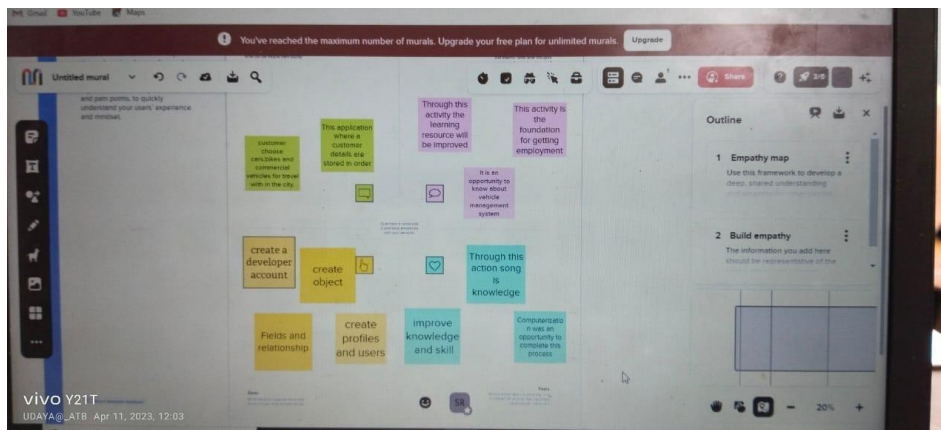 Gmail
YouTube
Maps
You've reached the maximum number of murals. Upgrade your free plan for unlimited murals.
Upgrade
Untitled mural
Share
3/5
and pain points, to quickly
understand your users' experience
and mindset.
customer
choose
cars,bikes and
commercial
vehicles for travel
with in the city.
This application
where a
customer
details are
stored in order
Through this
activity the
learning
resource will
be improved
This activity is
the
foundation
for getting
employment
It is an
opportunity to
know about
vehicle
management
system
create a
developer
account
create
object
Through this
action song
is
knowledge
Fields and
relationship
create
profiles
and users
improve
knowledge
and skill
Computerizatio
n was an
opportunity to
complete this
process
Outline
1 Empathy map
Use this framework to develop a
deep, shared understanding
2 Build empathy
The information you add here
should be representative of the
SR
20%
vivo Y21T
UDAYA@_ATB Apr 11, 2023, 12:03